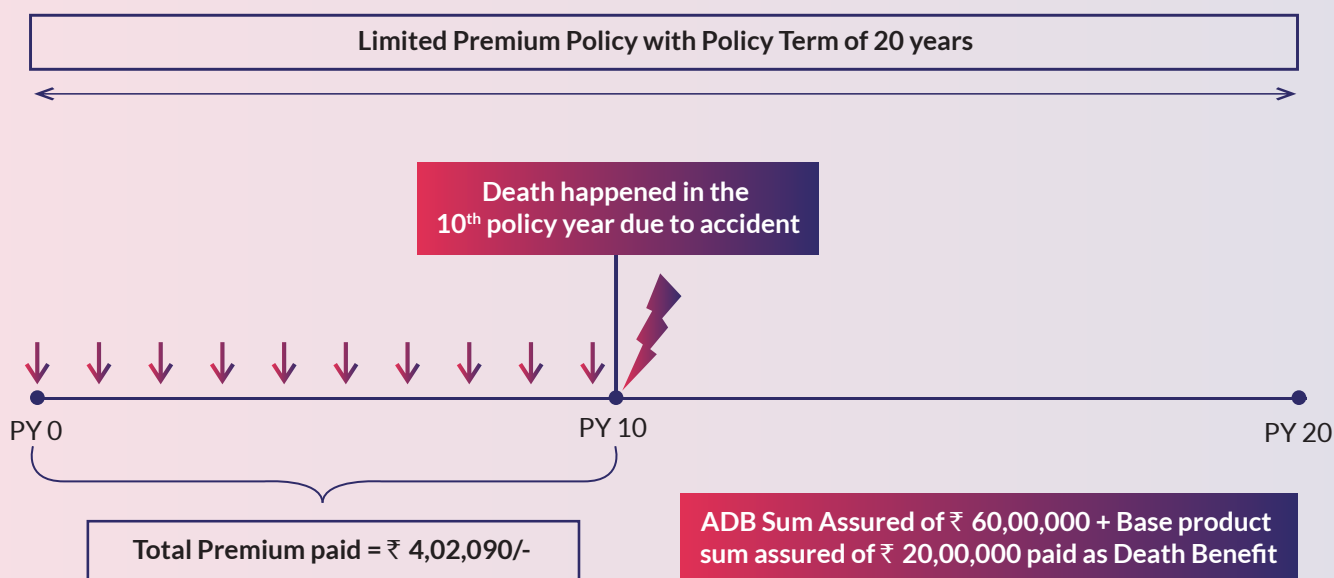 Limited Premium Policy with Policy Term of 20 years
Death happened in the
10th policy year due to accident
PY 0
PY 10
PY 20
Total Premium paid = ₹ 4,02,090/-
ADB Sum Assured of ₹ 60,00,000 + Base product
sum assured of ₹ 20,00,000 paid as Death Benefit